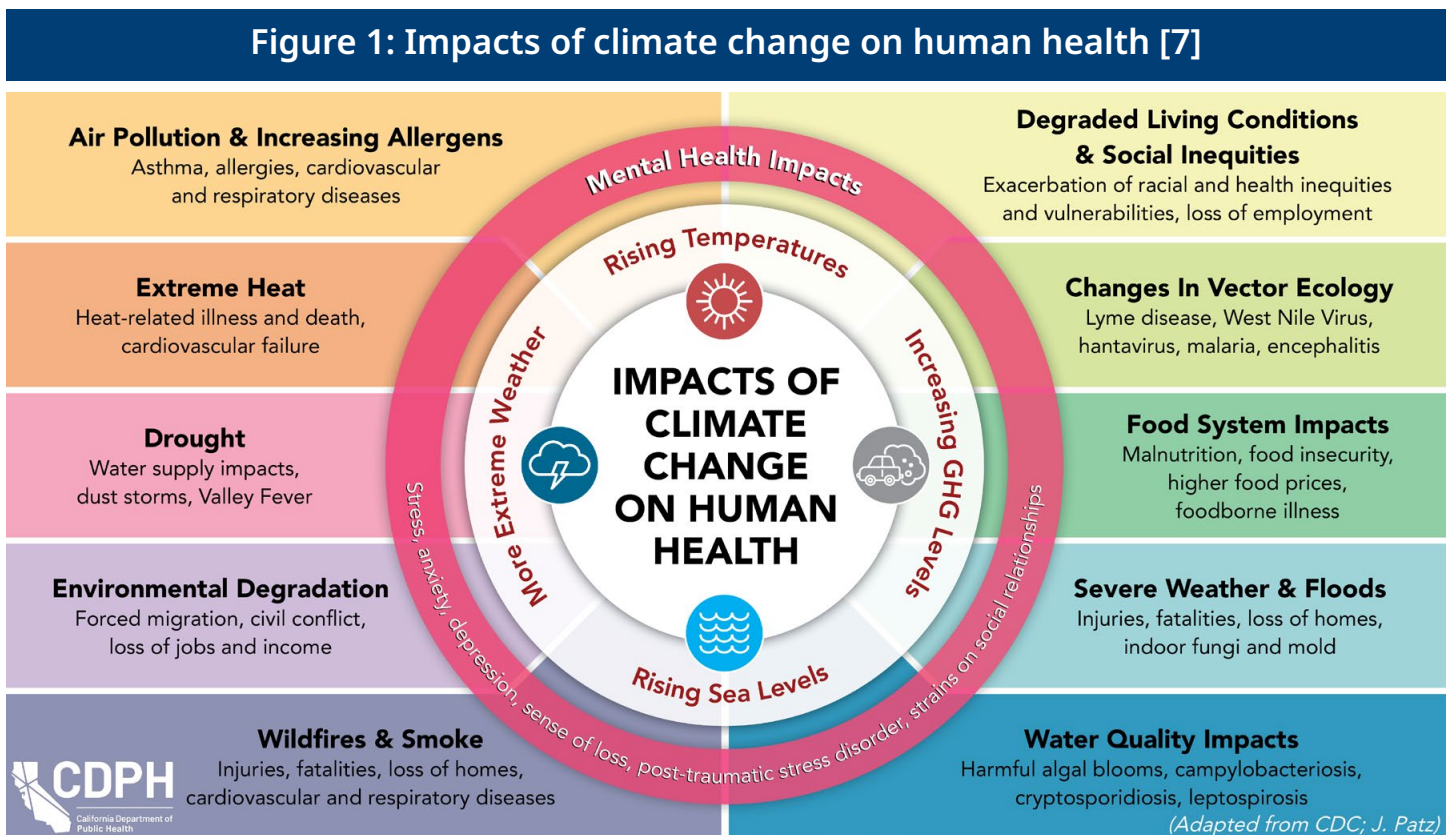 Figure 1: Impacts of climate change on human health [7]
Air Pollution & Increasing Allergens
Asthma, allergies, cardiovascular
and respiratory diseases
Extreme Heat
Heat-related illness and death,
cardiovascular failure
Drought
Water supply impacts,
dust storms, Valley Fever
Environmental Degradation
Forced migration, civil conflict,
loss of jobs and income
Wildfires & Smoke
Injuries, fatalities, loss of homes,
cardiovascular and respiratory diseases
CDPH
California Department of
Public Health
Mental Health Impacts
Rising Temperatures
More Extreme Weather
Increasing GHG Levels
Rising Sea Levels
IMPACTS OF
CLIMATE
CHANGE
ON HUMAN
HEALTH
Stress, anxiety, depression, sense of loss, post-traumatic stress disorder, strains on social relationships
Degraded Living Conditions
& Social Inequities
Exacerbation of racial and health inequities
and vulnerabilities, loss of employment
Changes In Vector Ecology
Lyme disease, West Nile Virus,
hantavirus, malaria, encephalitis
Food System Impacts
Malnutrition, food insecurity,
higher food prices,
foodborne illness
Severe Weather & Floods
Injuries, fatalities, loss of homes,
indoor fungi and mold
Water Quality Impacts
Harmful algal blooms, campylobacteriosis,
cryptosporidiosis, leptospirosis
(Adapted from CDC; J. Patz)